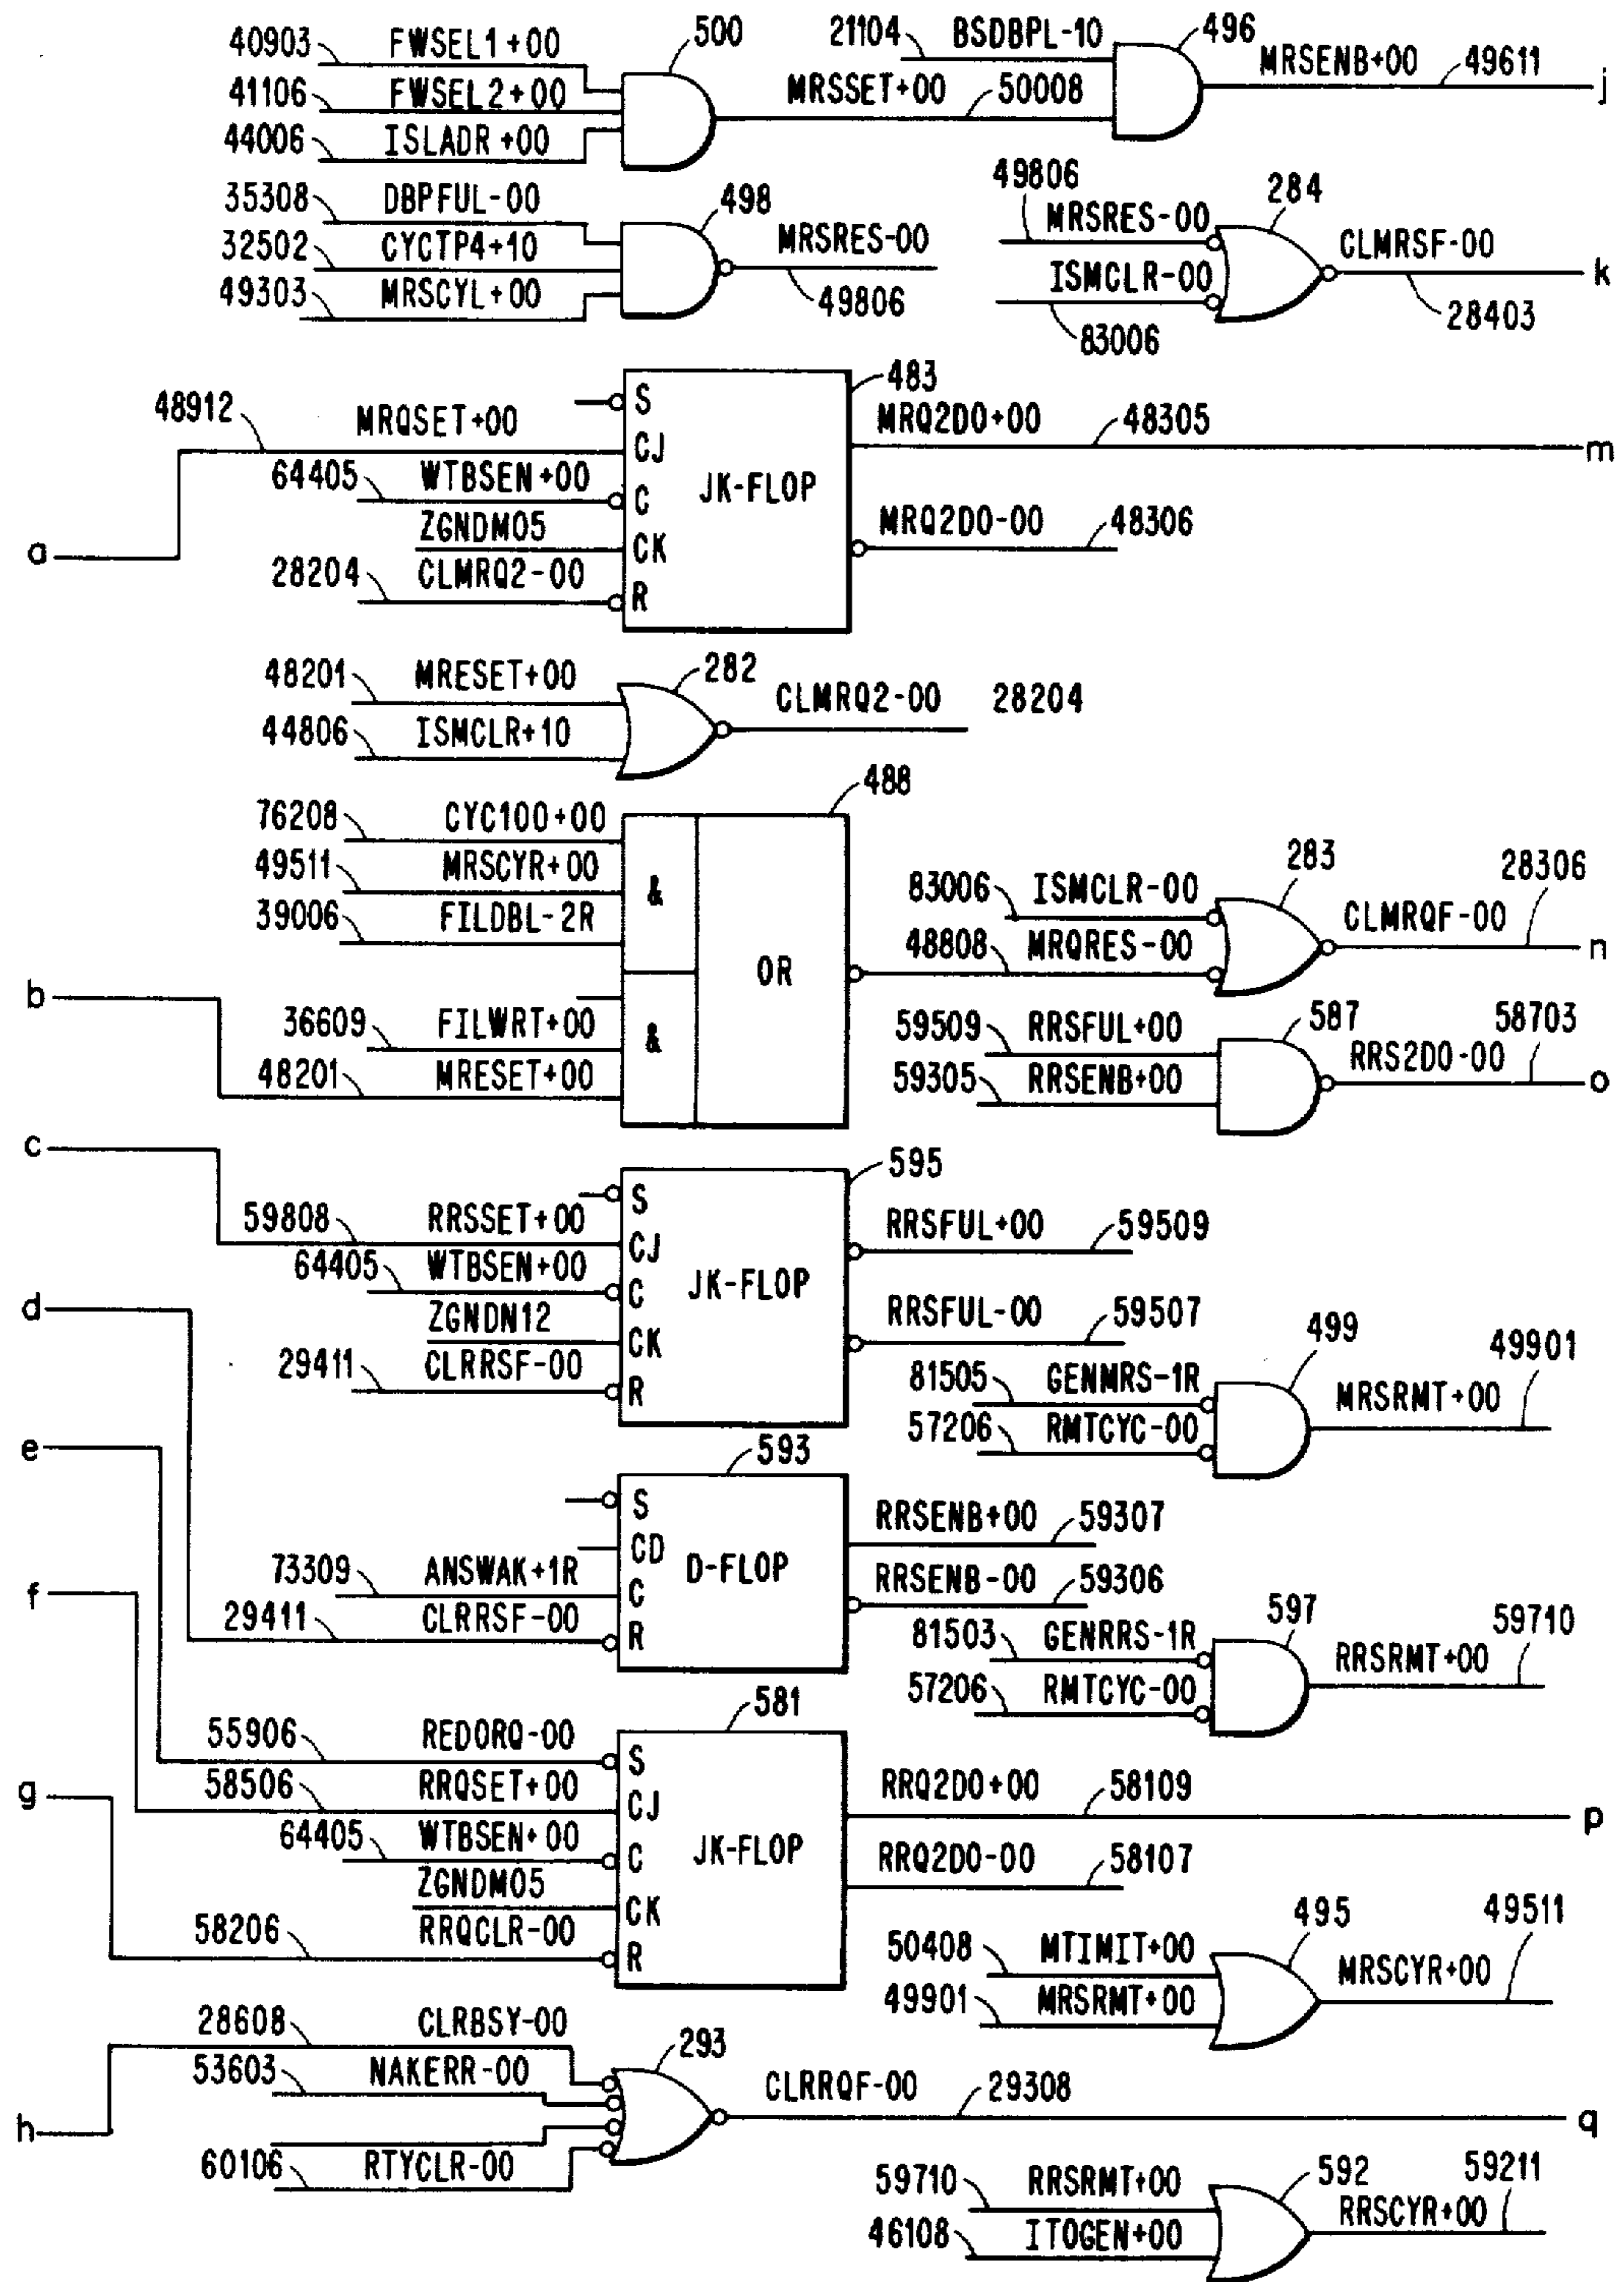 40903 FWSEL1+00 500 21104 BSDBPL-10 496
41106 FWSEL2+00 MRSSET+00 50008 MRSENB+00 49611 j
44006 ISLADR+00
35308 DBPFUL-00 498
32502 CYCTP4+10 MRSRES-00 49806
49303 MRSCYL+00
49806 MRSRES-00 284 CLMRSF-00 28403 k
ISMCLR-00 83006
483
48912 MRQSET+00 S CJ C CK R JK-FLOP MRQ2D0+00 48305 m
64405 WTBSEN+00
ZGNDM05 MRQ2D0-00 48306
a
28204 CLMRQ2-00
48201 MRESET+00 282 CLMRQ2-00 28204
44806 ISMCLR+10
488
76208 CYC100+00
49511 MRSCYR+00 &
39006 FILDBL-2R OR
83006 ISMCLR-00 283 CLMRQF-00 28306 n
48808 MRQRES-00
b
36609 FILWRT+00 &
48201 MRESET+00
59509 RRSFUL+00 587 RRS2D0-00 58703 o
59305 RRSENB+00
c
595
59808 RRSSET+00 S CJ C CK R JK-FLOP RRSFUL+00 59509
64405 WTBSEN+00
d
ZGNDN12 RRSFUL-00 59507
29411 CLRRSF-00
81505 GENMRS-1R 499 MRSRMT+00 49901
57206 RMTCYC-00
e
593
S CD C R D-FLOP RRSENB+00 59307
73309 ANSWAK+1R RRSENB-00 59306
f
29411 CLRRSF-00
81503 GENRRS-1R 597 RRSRMT+00 59710
57206 RMTCYC-00
581
55906 REDORQ-00 S CJ C CK R JK-FLOP
g
58506 RRQSET+00 RRQ2D0+00 58109 p
64405 WTBSEN+00 RRQ2D0-00 58107
ZGNDM05
58206 RRQCLR-00
50408 MTIMIT+00 495 MRSCYR+00 49511
49901 MRSRMT+00
28608 CLRBSY-00 293
53603 NAKERR-00 CLRRQF-00 29308 q
h
60106 RTYCLR-00
59710 RRSRMT+00 592 RRSCYR+00 59211
46108 ITOGEN+00